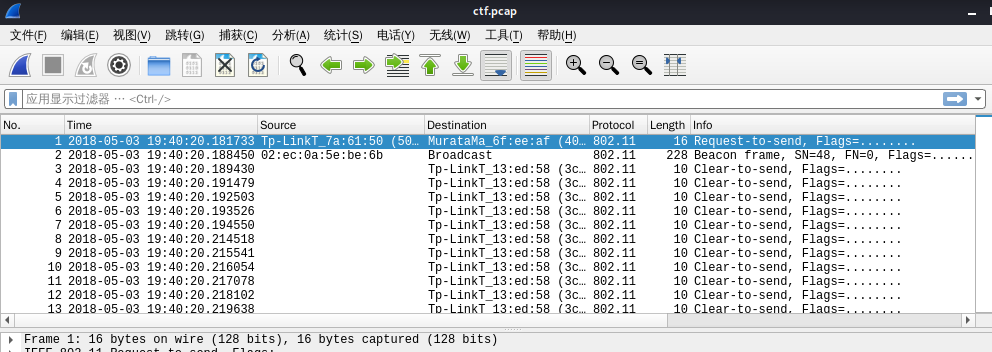 ctf.pcap
文件(F) 编辑(E) 视图(V) 跳转(G) 捕获(C) 分析(A) 统计(S) 电话(Y) 无线(W) 工具(T) 帮助(H)
应用显示过滤器 … <Ctrl-/>
No. Time Source Destination Protocol Length Info
1 2018-05-03 19:40:20.181733 Tp-LinkT_7a:61:50 (50… MurataMa_6f:ee:af (40… 802.11 16 Request-to-send, Flags=........
2 2018-05-03 19:40:20.188450 02:ec:0a:5e:be:6b Broadcast 802.11 228 Beacon frame, SN=48, FN=0, Flags=......
3 2018-05-03 19:40:20.189430 Tp-LinkT_13:ed:58 (3c… 802.11 10 Clear-to-send, Flags=........
4 2018-05-03 19:40:20.191479 Tp-LinkT_13:ed:58 (3c… 802.11 10 Clear-to-send, Flags=........
5 2018-05-03 19:40:20.192503 Tp-LinkT_13:ed:58 (3c… 802.11 10 Clear-to-send, Flags=........
6 2018-05-03 19:40:20.193526 Tp-LinkT_13:ed:58 (3c… 802.11 10 Clear-to-send, Flags=........
7 2018-05-03 19:40:20.194550 Tp-LinkT_13:ed:58 (3c… 802.11 10 Clear-to-send, Flags=........
8 2018-05-03 19:40:20.214518 Tp-LinkT_13:ed:58 (3c… 802.11 10 Clear-to-send, Flags=........
9 2018-05-03 19:40:20.215541 Tp-LinkT_13:ed:58 (3c… 802.11 10 Clear-to-send, Flags=........
10 2018-05-03 19:40:20.216054 Tp-LinkT_13:ed:58 (3c… 802.11 10 Clear-to-send, Flags=........
11 2018-05-03 19:40:20.217078 Tp-LinkT_13:ed:58 (3c… 802.11 10 Clear-to-send, Flags=........
12 2018-05-03 19:40:20.218102 Tp-LinkT_13:ed:58 (3c… 802.11 10 Clear-to-send, Flags=........
13 2018-05-03 19:40:20.219638 Tp-LinkT_13:ed:58 (3c… 802.11 10 Clear-to-send, Flags=........
Frame 1: 16 bytes on wire (128 bits), 16 bytes captured (128 bits)
IEEE 802.11 Request-to-send, Flags: